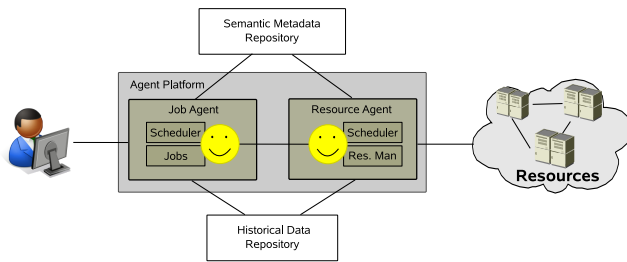 Semantic Metadata
Repository
Agent Platform
Job Agent
Scheduler
Jobs
Resource Agent
Scheduler
Res. Man
Resources
Historical Data
Repository